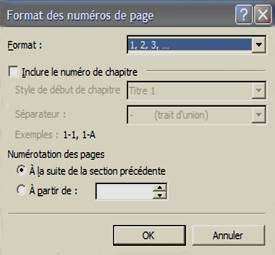 Format des numéros de page
Format : 1, 2, 3, ...
Inclure le numéro de chapitre
Style de début de chapitre Titre 1
Séparateur : - (trait d'union)
Exemples : 1-1, 1-A
Numérotation des pages
À la suite de la section précédente
À partir de :
OK Annuler